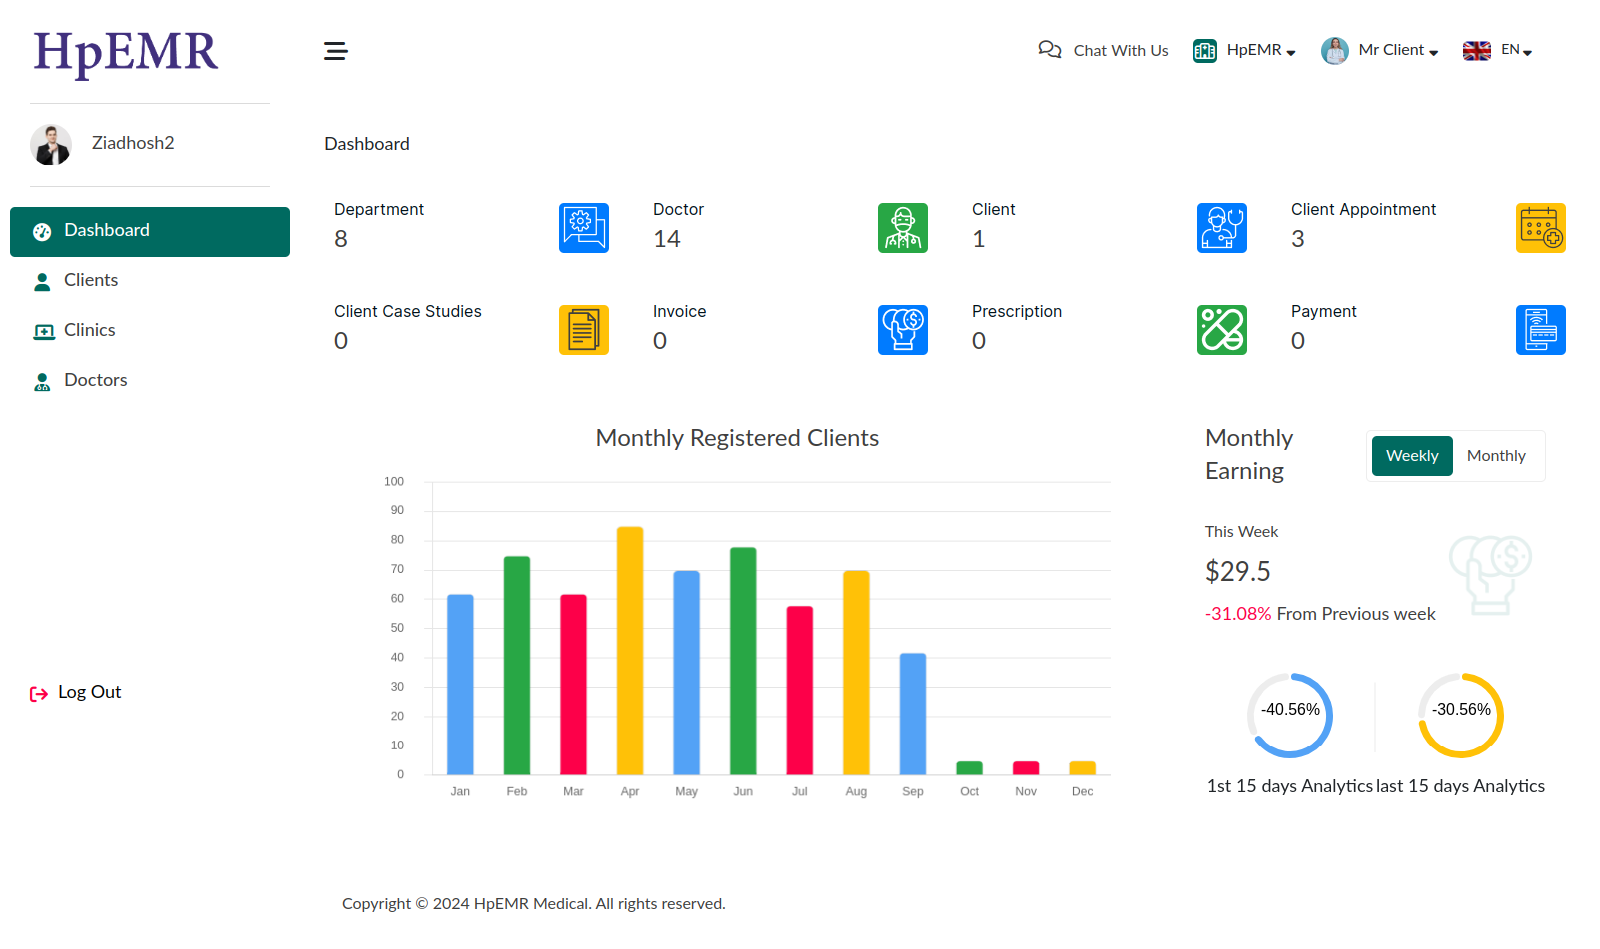 HpEMR
Chat With Us
HpEMR
Mr Client
EN
Ziadhosh2
Dashboard
Clients
Clinics
Doctors
Log Out
Dashboard
Department
8
Doctor
14
Client
1
Client Appointment
3
Client Case Studies
0
Invoice
0
Prescription
0
Payment
0
Monthly Registered Clients
100
90
80
70
60
50
40
30
20
10
0
Jan Feb Mar Apr May Jun Jul Aug Sep Oct Nov Dec
Monthly
Earning
Weekly Monthly
This Week
$29.5
-31.08% From Previous week
-40.56%
1st 15 days Analytics
-30.56%
last 15 days Analytics
Copyright © 2024 HpEMR Medical. All rights reserved.